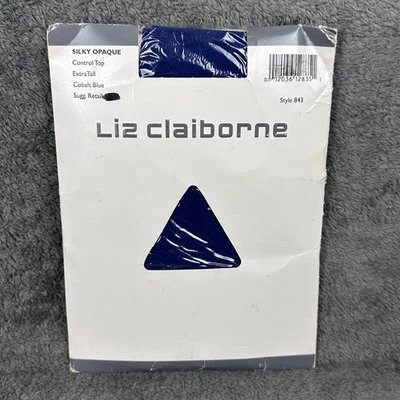 SILKY OPAQUE
Control Top
ExtraTall
Cobalt Blue
Sugg. Retail
Style 843
Liz claiborne